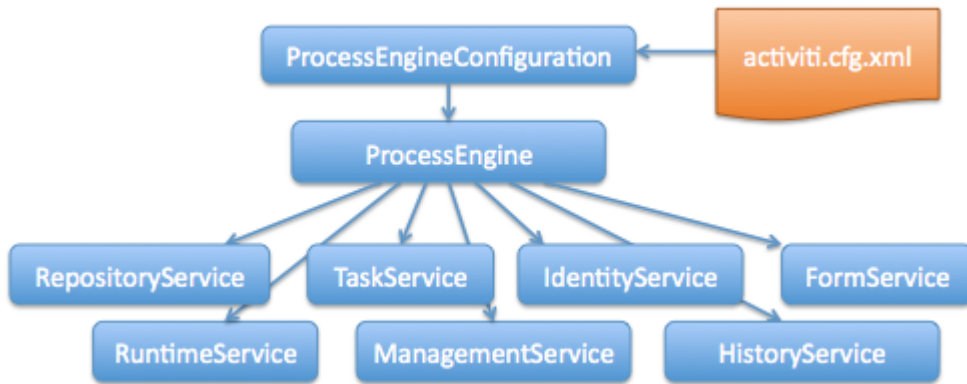 ProcessEngineConfiguration
activiti.cfg.xml
ProcessEngine
RepositoryService
TaskService
IdentityService
FormService
RuntimeService
ManagementService
HistoryService